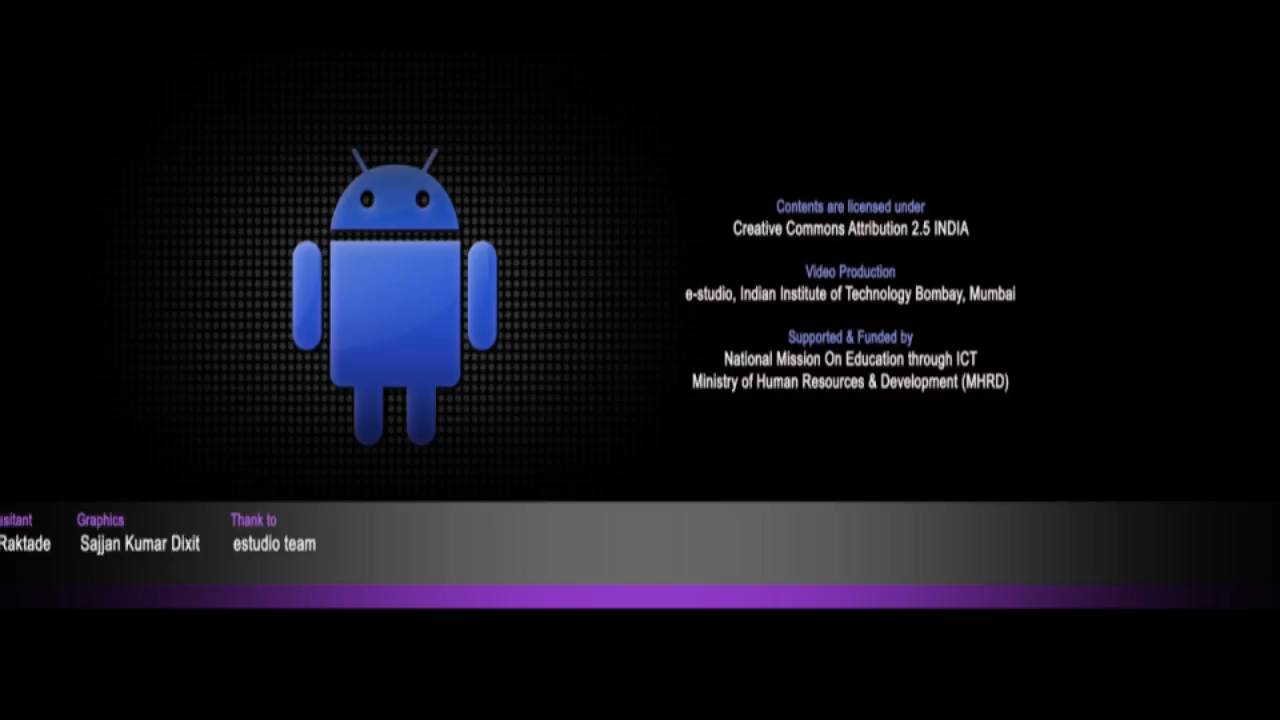 Contents are licensed under
Creative Commons Attribution 2.5 INDIA
Video Production
e-studio, Indian Institute of Technology Bombay, Mumbai
Supported & Funded by
National Mission On Education through ICT
Ministry of Human Resources & Development (MHRD)
Graphics Thank to
Raktade Sajjan Kumar Dixit estudio team